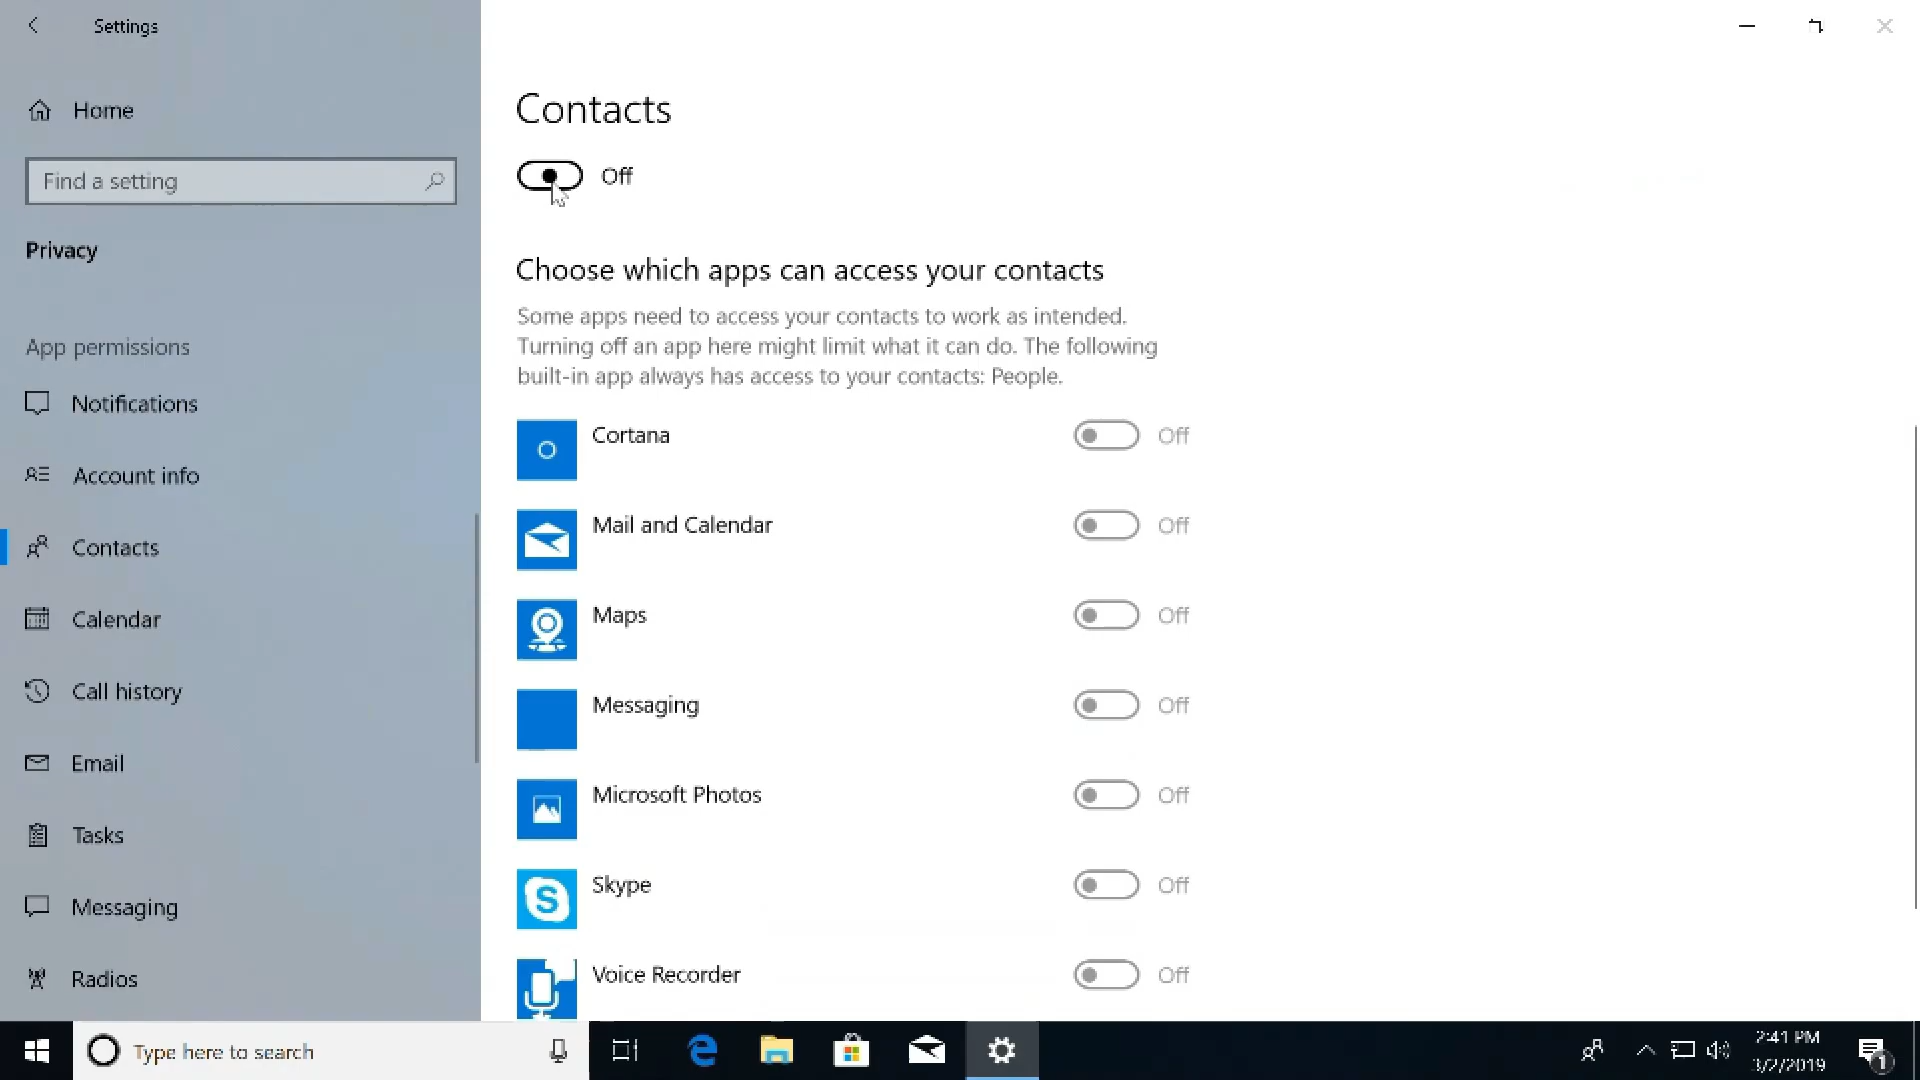 Settings
Home
Find a setting
Privacy
App permissions
Notifications
Account info
Contacts
Calendar
Call history
Email
Tasks
Messaging
Radios
Contacts
Off
Choose which apps can access your contacts
Some apps need to access your contacts to work as intended.
Turning off an app here might limit what it can do. The following
built-in app always has access to your contacts: People.
Cortana Off
Mail and Calendar Off
Maps Off
Messaging Off
Microsoft Photos Off
Skype Off
Voice Recorder Off
Type here to search
2:41 PM
3/2/2019
1